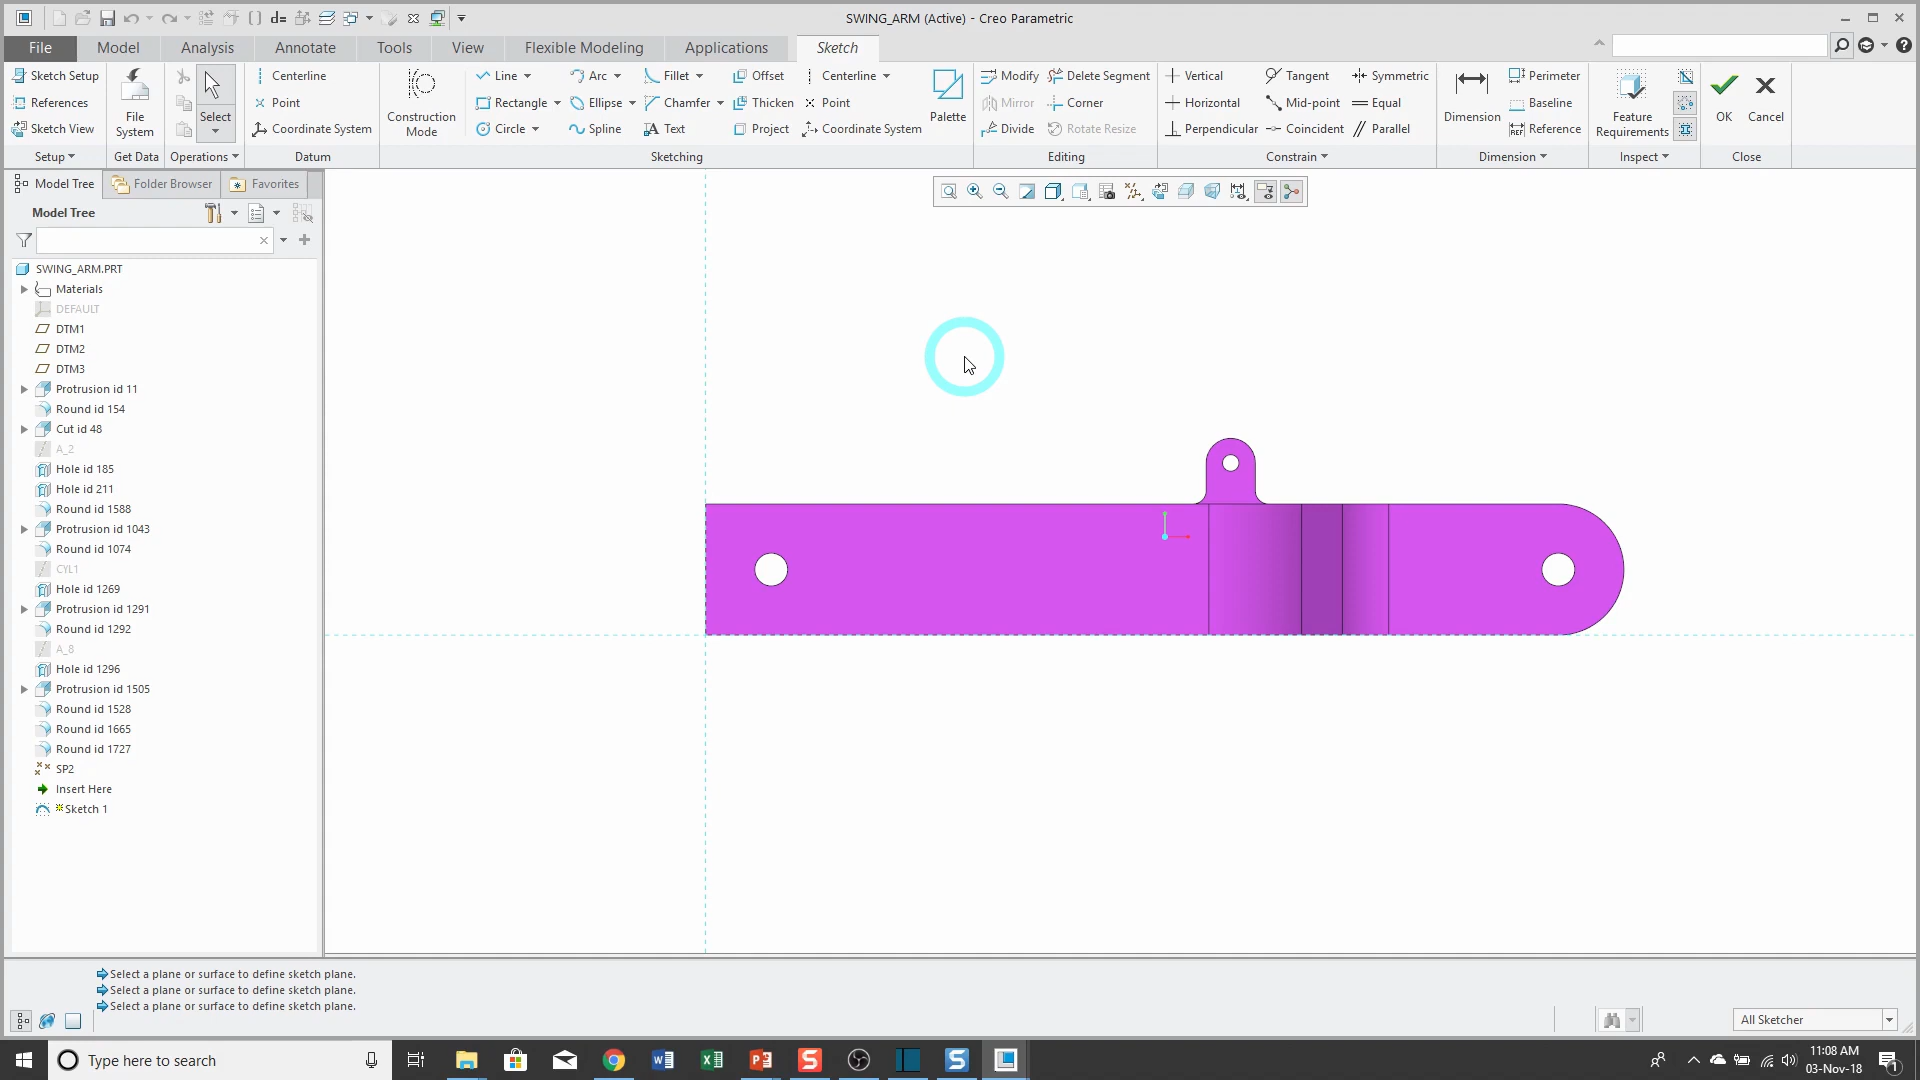 SWING_ARM (Active) - Creo Parametric
File Model Analysis Annotate Tools View Flexible Modeling Applications Sketch
Sketch Setup
References
Sketch View
Setup
File System
Get Data
Select
Operations
Centerline
Point
Coordinate System
Datum
Construction Mode
Line Arc Fillet Offset Centerline
Rectangle Ellipse Chamfer Thicken Point
Circle Spline Text Project Coordinate System
Palette
Sketching
Modify Delete Segment
Mirror Corner
Divide Rotate Resize
Editing
Vertical Tangent Symmetric
Horizontal Mid-point Equal
Perpendicular Coincident Parallel
Constrain
Dimension
Perimeter
Baseline
REF Reference
Dimension
Feature Requirements
Inspect
OK
Cancel
Close
Model Tree Folder Browser Favorites
Model Tree
SWING_ARM.PRT
Materials
DEFAULT
DTM1
DTM2
DTM3
Protrusion id 11
Round id 154
Cut id 48
A_2
Hole id 185
Hole id 211
Round id 1588
Protrusion id 1043
Round id 1074
CYL1
Hole id 1269
Protrusion id 1291
Round id 1292
A_8
Hole id 1296
Protrusion id 1505
Round id 1528
Round id 1665
Round id 1727
SP2
Insert Here
Sketch 1
Select a plane or surface to define sketch plane.
Select a plane or surface to define sketch plane.
Select a plane or surface to define sketch plane.
All Sketcher
Type here to search
11:08 AM
03-Nov-18